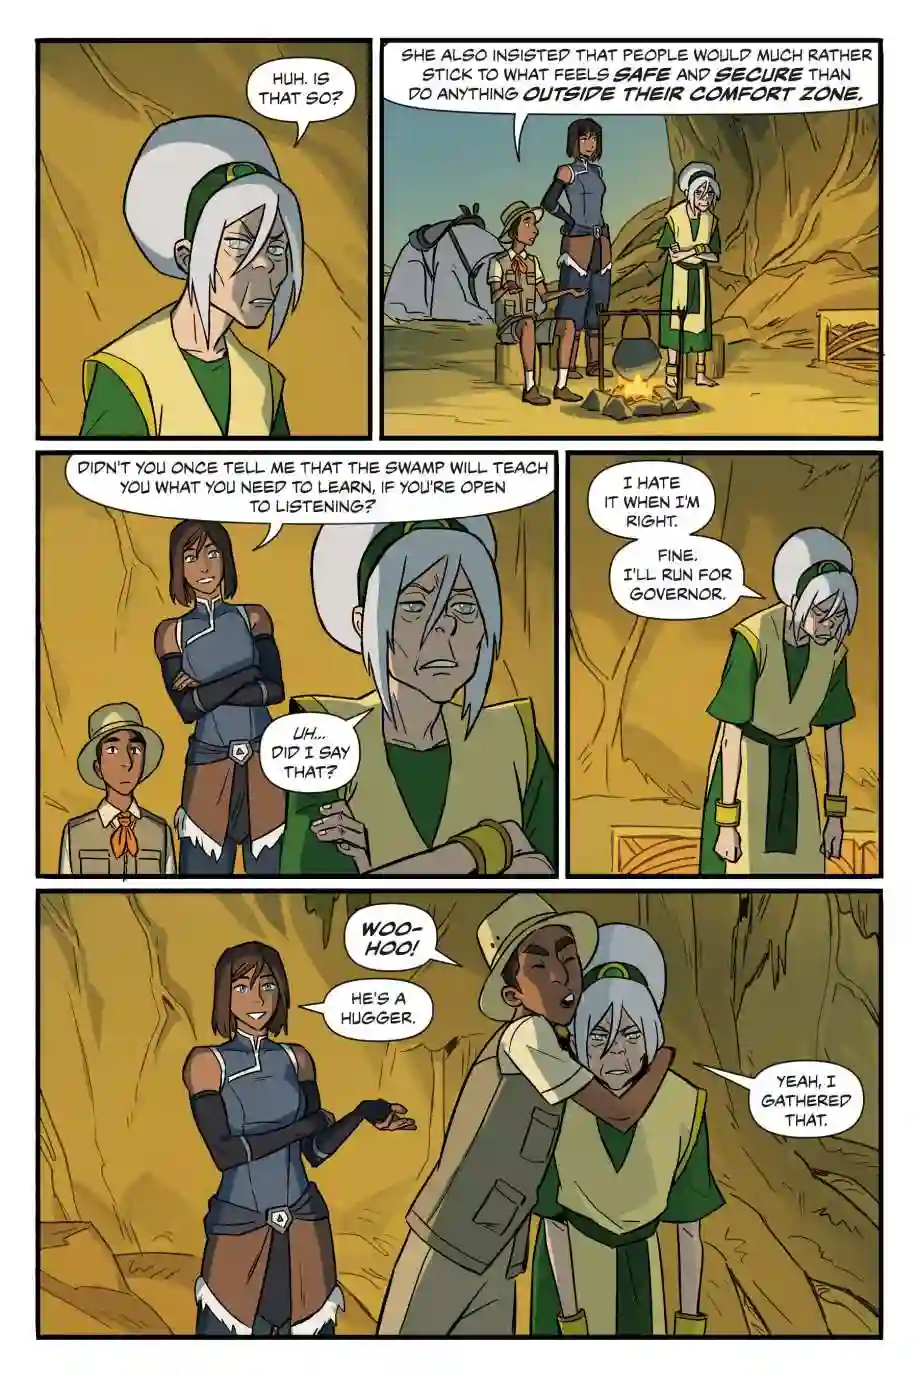 HUH. IS
THAT SO?
SHE ALSO INSISTED THAT PEOPLE WOULD MUCH RATHER
STICK TO WHAT FEELS SAFE AND SECURE THAN
DO ANYTHING OUTSIDE THEIR COMFORT ZONE.
DIDN'T YOU ONCE TELL ME THAT THE SWAMP WILL TEACH
YOU WHAT YOU NEED TO LEARN, IF YOU'RE OPEN
TO LISTENING?
UH...
DID I SAY
THAT?
I HATE
IT WHEN I'M
RIGHT.
FINE.
I'LL RUN FOR
GOVERNOR.
WOO-
HOO!
HE'S A
HUGGER.
YEAH, I
GATHERED
THAT.